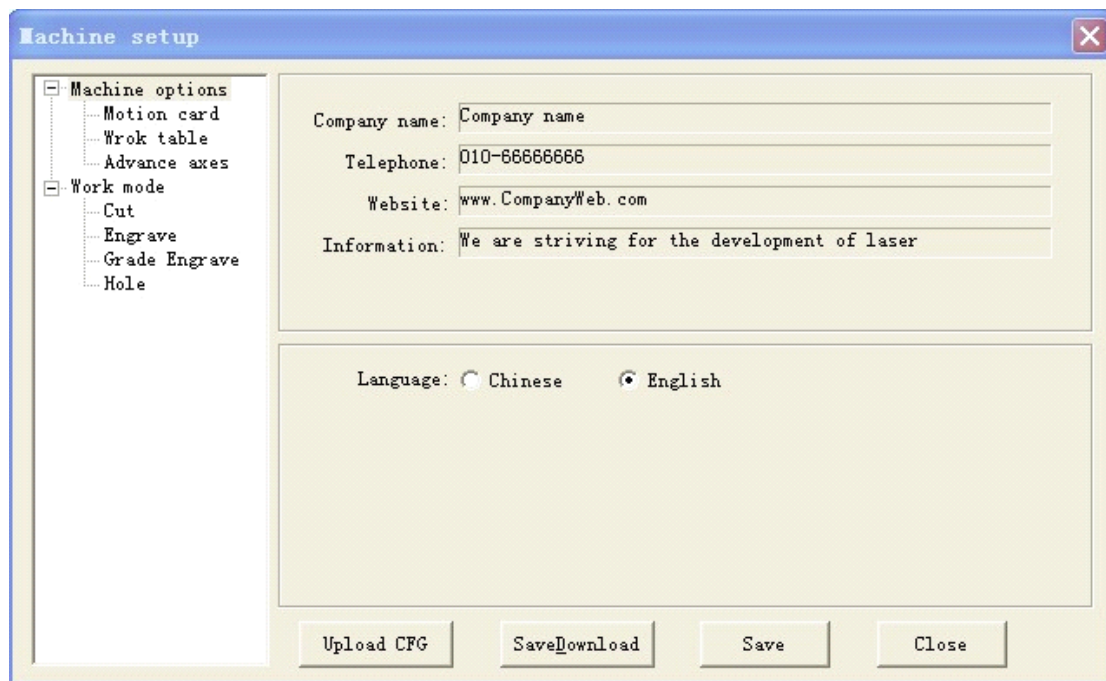 Machine setup
Machine options
Motion card
Wrok table
Advance axes
Work mode
Cut
Engrave
Grade Engrave
Hole
Company name: Company name
Telephone: 010-66666666
Website: www.CompanyWeb.com
Information: We are striving for the development of laser
Language: Chinese English
Upload CFG SaveDownload Save Close